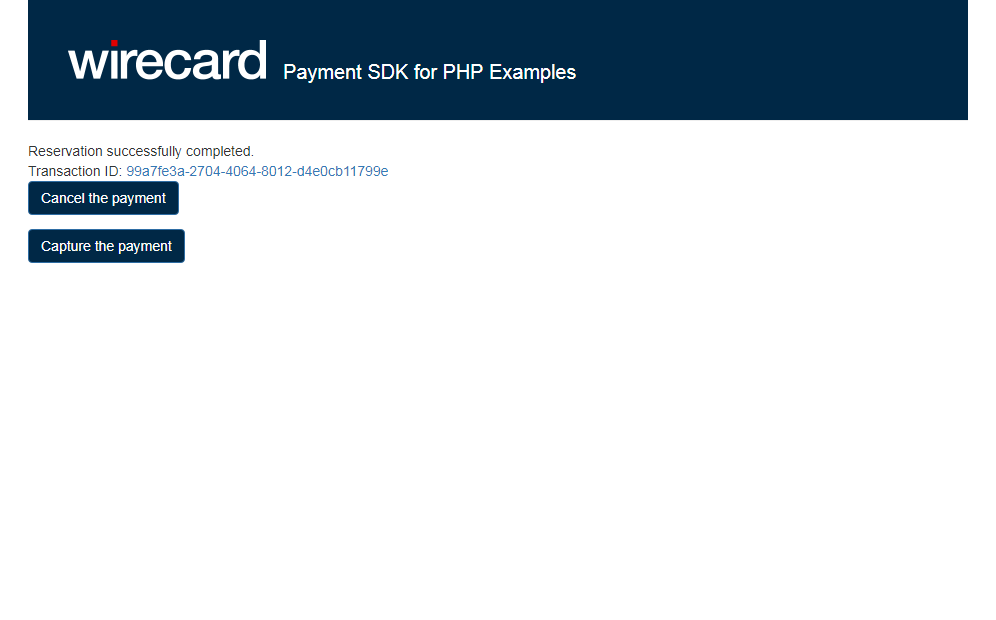 wirecard Payment SDK for PHP Examples
Reservation successfully completed.
Transaction ID: 99a7fe3a-2704-4064-8012-d4e0cb11799e
Cancel the payment
Capture the payment